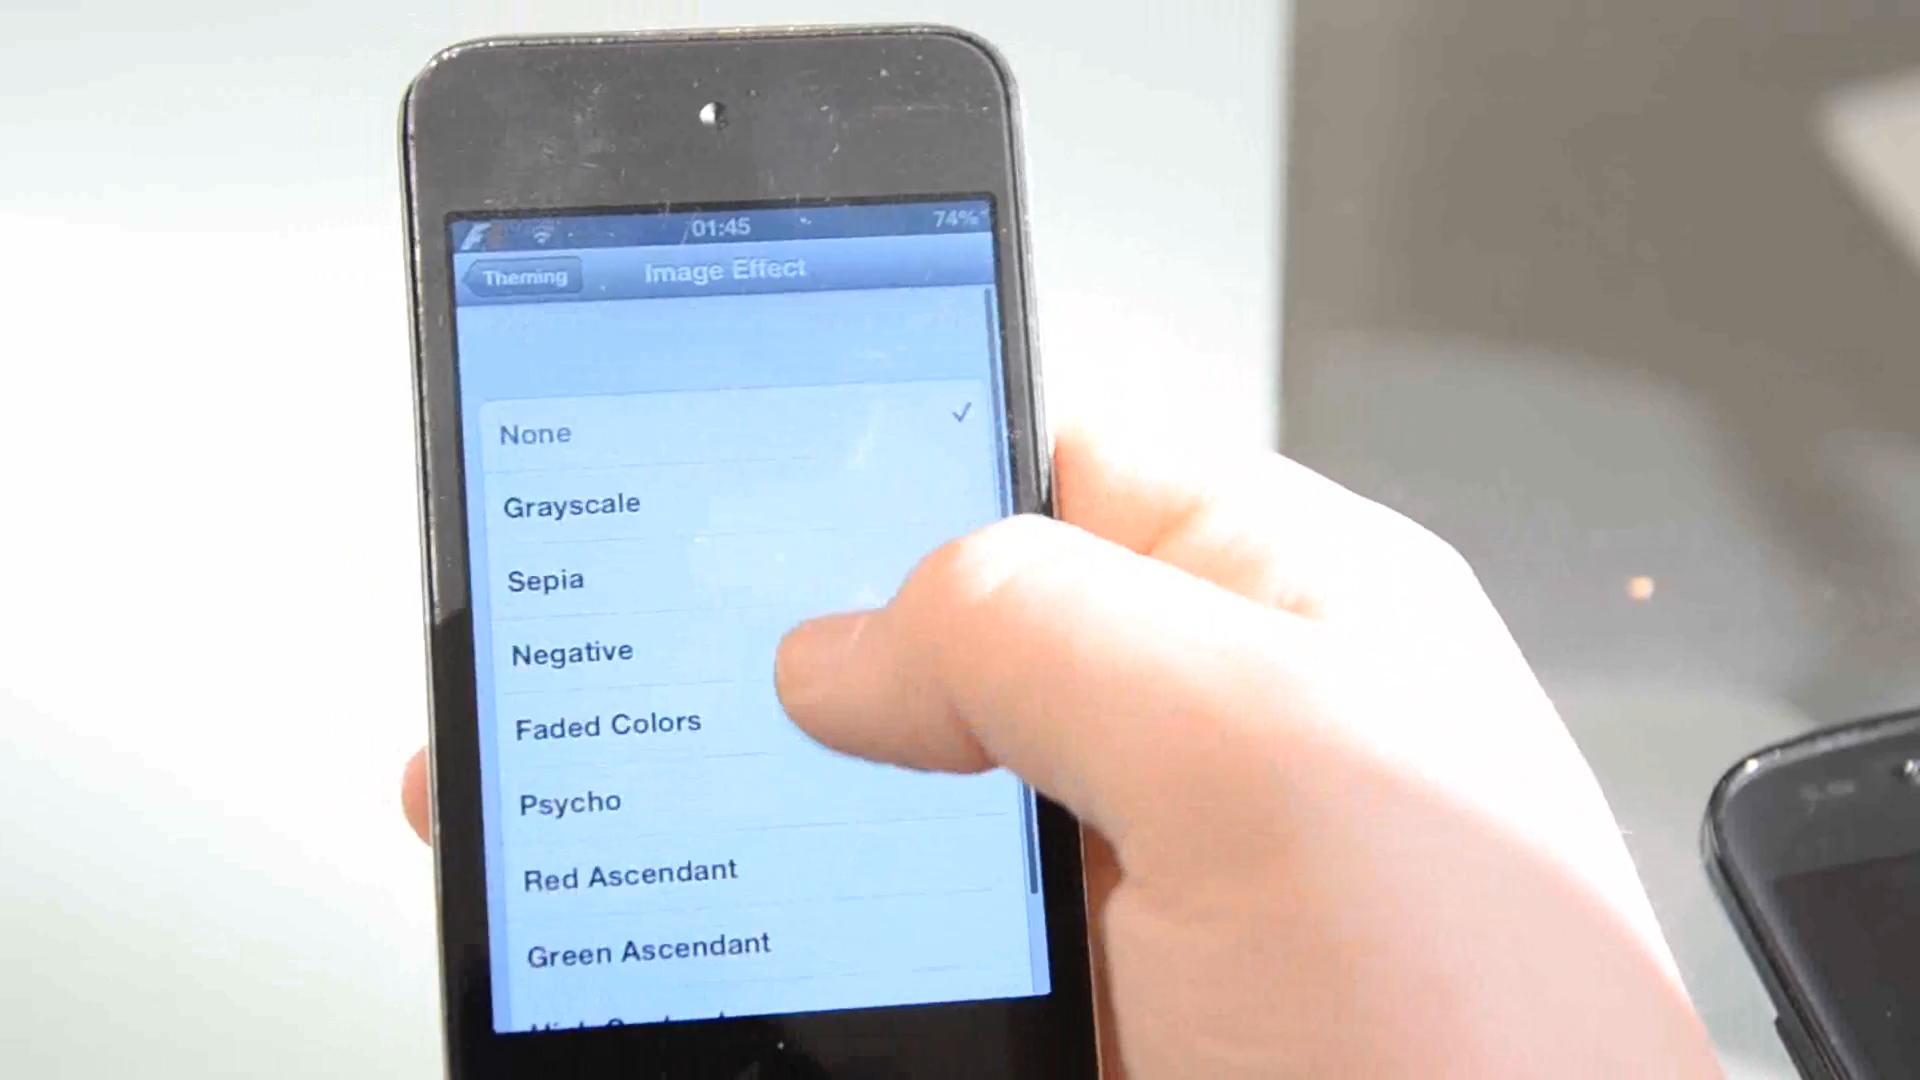 01:45
74%
Theming
Image Effect
None
Grayscale
Sepia
Negative
Faded Colors
Psycho
Red Ascendant
Green Ascendant